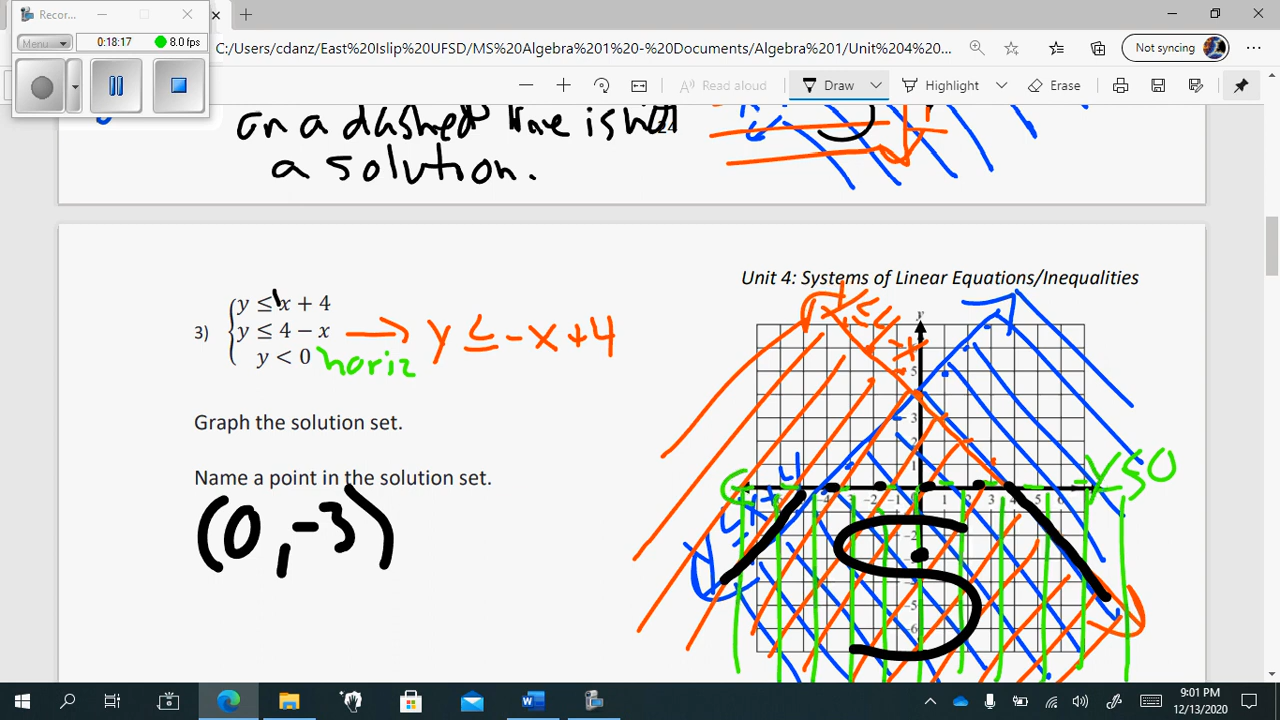 Recor...
Menu
0:18:17
8.0 fps
C:/Users/cdanz/East%20Islip%20UFSD/MS%20Algebra%201%20-%20Documents/Algebra%201/Unit%204%20...
Not syncing
Read aloud
Draw
Highlight
Erase
on a dashed line is not
24
a solution.
Unit 4: Systems of Linear Equations/Inequalities
3)
y ≤ x + 4
y ≤ 4 − x → y ≤ -x + 4
y < 0 horiz
Graph the solution set.
Name a point in the solution set.
(0, -3)
S
9:01 PM
12/13/2020